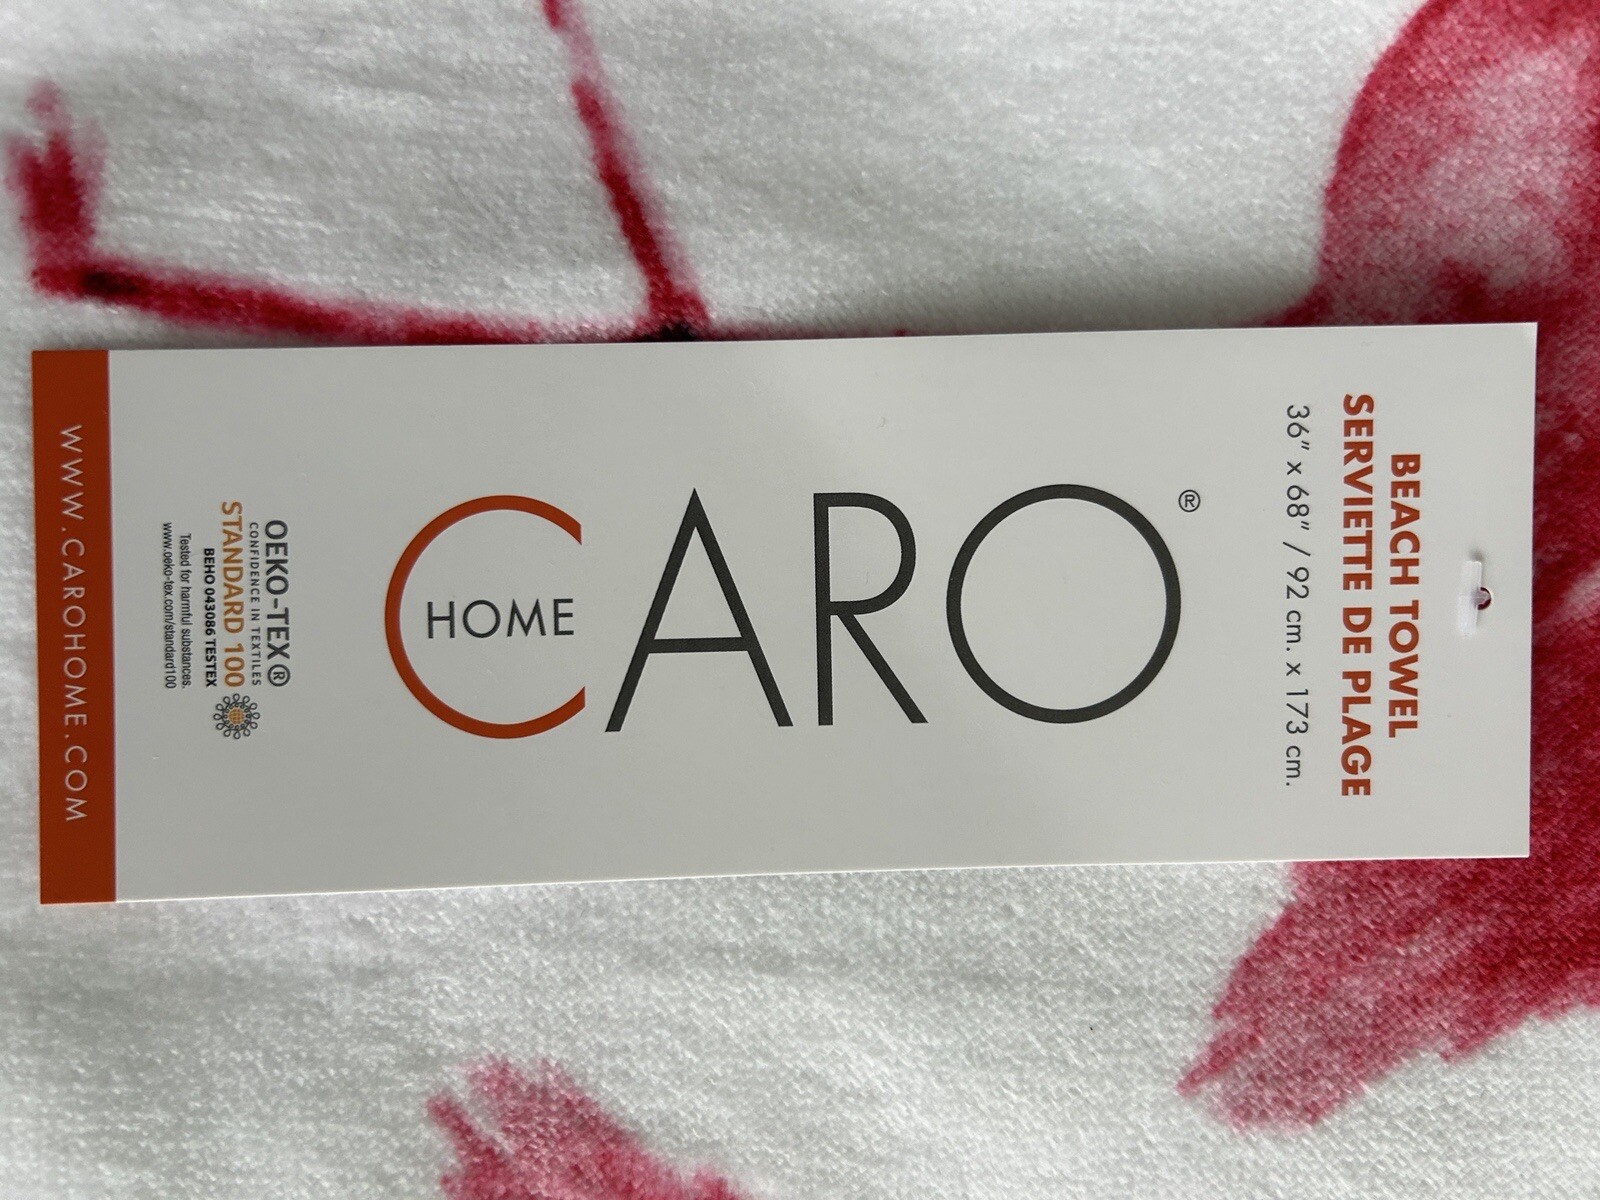 BEACH TOWEL
SERVIETTE DE PLAGE
36" x 68" / 92 cm. x 173 cm.
CARO®
HOME
OEKO-TEX®
CONFIDENCE IN TEXTILES
STANDARD 100
BEHO 043086 TESTEX
Tested for harmful substances.
www.oeko-tex.com/standard100
WWW.CAROHOME.COM